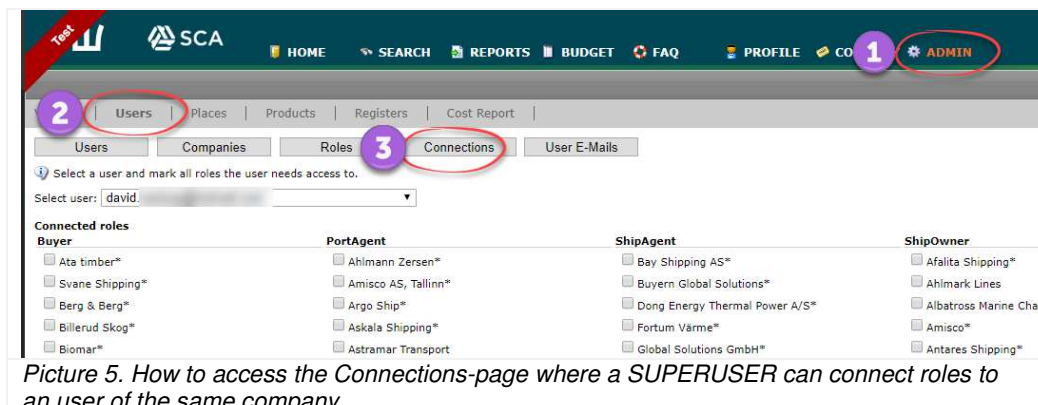 Test
SCA
HOME SEARCH REPORTS BUDGET FAQ PROFILE CO 1 ADMIN
2 Users | Places | Products | Registers | Cost Report |
Users Companies Roles 3 Connections User E-Mails
Select a user and mark all roles the user needs access to.
Select user: david.
Connected roles
Buyer PortAgent ShipAgent ShipOwner
Ata timber* Ahlmann Zersen* Bay Shipping AS* Afalita Shipping*
Svane Shipping* Amisco AS, Tallinn* Buyern Global Solutions* Ahlmark Lines
Berg & Berg* Argo Ship* Dong Energy Thermal Power A/S* Albatross Marine Cha
Billerud Skog* Askala Shipping* Fortum Värme* Amisco*
Biomar* Astramar Transport Global Solutions GmbH* Antares Shipping*
Picture 5. How to access the Connections-page where a SUPERUSER can connect roles to
an user of the same company